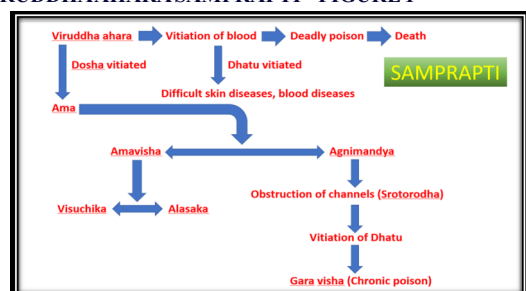 Viruddha ahara Vitiation of blood Deadly poison Death
Dosha vitiated Dhatu vitiated
SAMPRAPTI
Difficult skin diseases, blood diseases
Ama
Amavisha Agnimandya
Obstruction of channels (Srotorodha)
Visuchika Alasaka
Vitiation of Dhatu
Gara visha (Chronic poison)